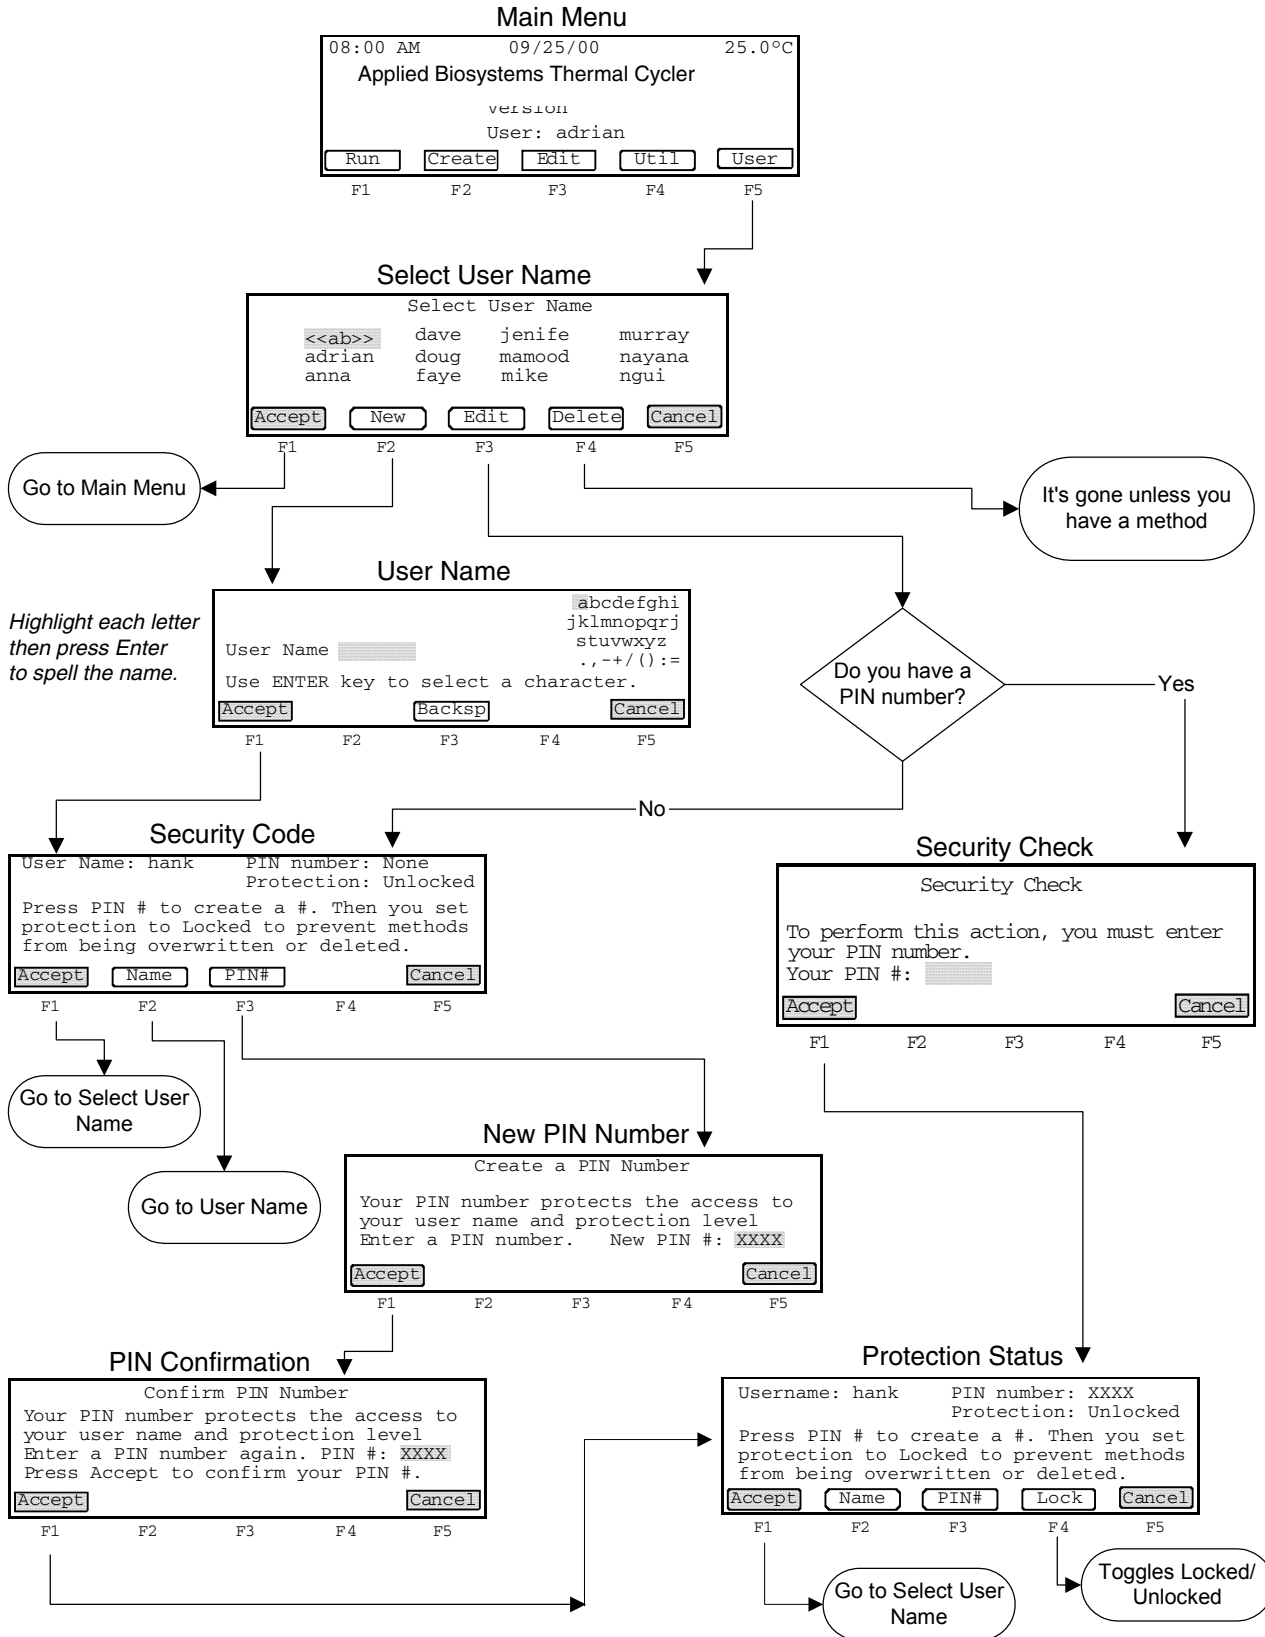 Main Menu
08:00 AM 09/25/00 25.0°C
Applied Biosystems Thermal Cycler
version
User: adrian
Run Create Edit Util User
F1 F2 F3 F4 F5
Select User Name
Select User Name
<<ab>> dave jenife murray
adrian doug mamood nayana
anna faye mike ngui
Accept New Edit Delete Cancel
F1 F2 F3 F4 F5
Go to Main Menu
It's gone unless you
have a method
User Name
Highlight each letter
then press Enter
to spell the name.
abcdefghi
jklmnopqrj
stuvwxyz
User Name .,-+/():=
Use ENTER key to select a character.
Accept Backsp Cancel
F1 F2 F3 F4 F5
Do you have a
PIN number?
Yes
No
Security Code
User Name: hank PIN number: None
Protection: Unlocked
Press PIN # to create a #. Then you set
protection to Locked to prevent methods
from being overwritten or deleted.
Accept Name PIN# Cancel
F1 F2 F3 F4 F5
Security Check
Security Check
To perform this action, you must enter
your PIN number.
Your PIN #:
Accept Cancel
F1 F2 F3 F4 F5
Go to Select User
Name
Go to User Name
New PIN Number
Create a PIN Number
Your PIN number protects the access to
your user name and protection level
Enter a PIN number. New PIN #: XXXX
Accept Cancel
F1 F2 F3 F4 F5
PIN Confirmation
Confirm PIN Number
Your PIN number protects the access to
your user name and protection level
Enter a PIN number again. PIN #: XXXX
Press Accept to confirm your PIN #.
Accept Cancel
F1 F2 F3 F4 F5
Protection Status
Username: hank PIN number: XXXX
Protection: Unlocked
Press PIN # to create a #. Then you set
protection to Locked to prevent methods
from being overwritten or deleted.
Accept Name PIN# Lock Cancel
F1 F2 F3 F4 F5
Go to Select User
Name
Toggles Locked/
Unlocked